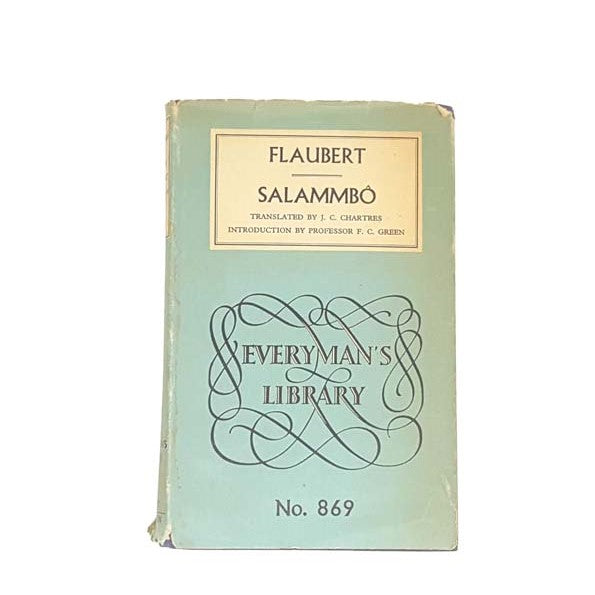 FLAUBERT
SALAMMBÔ
TRANSLATED BY J. C. CHARTRES
INTRODUCTION BY PROFESSOR F. C. GREEN
EVERYMAN'S
LIBRARY
No. 869